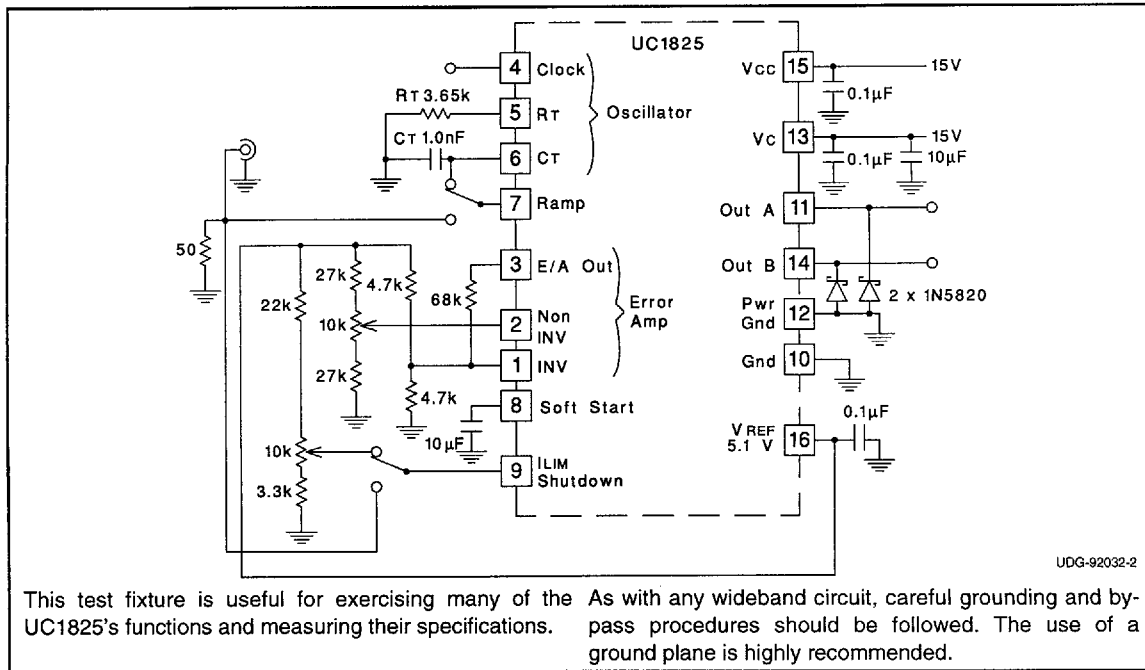 UC1825
4 Clock
RT 3.65k
5 RT
Oscillator
CT 1.0nF
6 CT
7 Ramp
50
3 E/A Out
27k
4.7k
22k
68k
Error
Amp
10k
2 Non
INV
1 INV
27k
4.7k
8 Soft Start
10µF
10k
9 ILIM
Shutdown
3.3k
Vcc 15
15V
0.1µF
Vc 13
15V
0.1µF
10µF
Out A 11
Out B 14
2 x 1N5820
Pwr
Gnd 12
Gnd 10
0.1µF
VREF
5.1 V 16
UDG-92032-2
This test fixture is useful for exercising many of the
UC1825's functions and measuring their specifications.
As with any wideband circuit, careful grounding and by-
pass procedures should be followed. The use of a
ground plane is highly recommended.